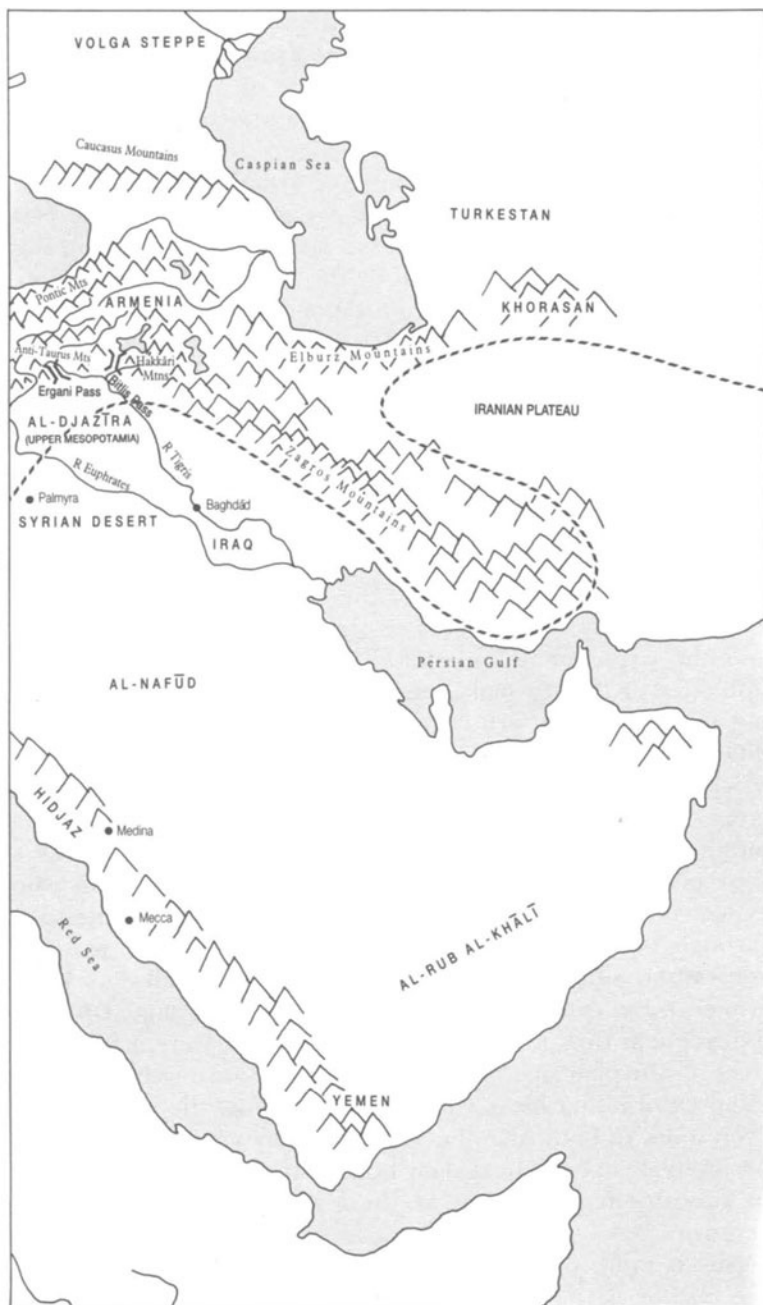 VOLGA STEPPE
Caucasus Mountains
Caspian Sea
TURKESTAN
Pontic Mts
ARMENIA
KHORASAN
Elburz Mountains
Anti-Taurus Mts
Hakkâri
Mtns
Ergani Pass
Bitlis Pass
IRANIAN PLATEAU
AL-DJAZĪRA
(UPPER MESOPOTAMIA)
R Tigris
Zagros Mountains
R Euphrates
Palmyra
Baghdád
SYRIAN DESERT
IRAQ
Persian Gulf
AL-NAFŪD
HIDJAZ
Medina
Mecca
Red Sea
AL-RUB AL-KHĀLĪ
YEMEN